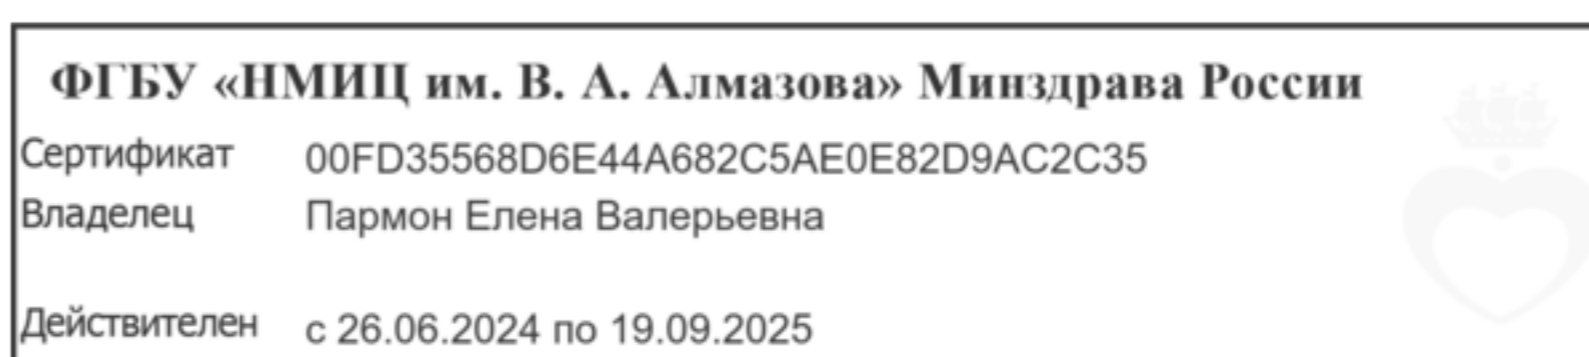 ФГБУ «НМИЦ им. В. А. Алмазова» Минздрава России
Сертификат 00FD35568D6E44A682C5AE0E82D9AC2C35
Владелец Пармон Елена Валерьевна
Действителен с 26.06.2024 по 19.09.2025